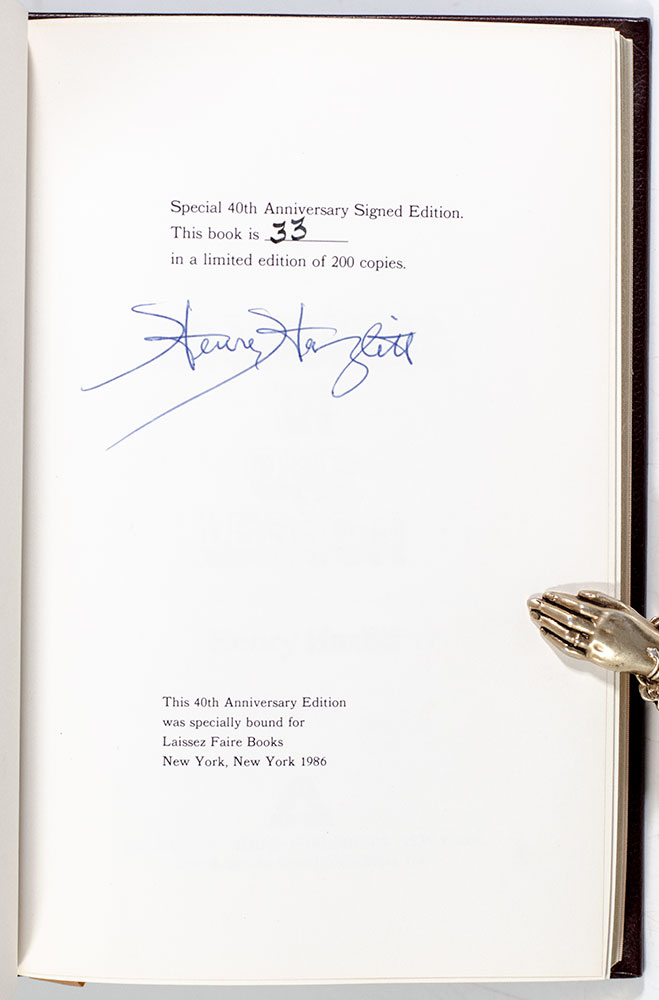 Special 40th Anniversary Signed Edition.
This book is 33
in a limited edition of 200 copies.
Henry Hazlitt
This 40th Anniversary Edition
was specially bound for
Laissez Faire Books
New York, New York 1986